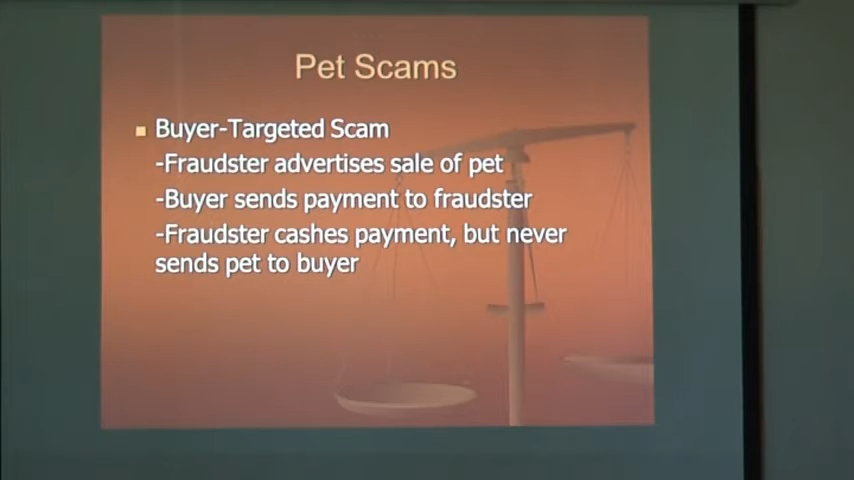 Pet Scams
Buyer-Targeted Scam
-Fraudster advertises sale of pet
-Buyer sends payment to fraudster
-Fraudster cashes payment, but never
sends pet to buyer